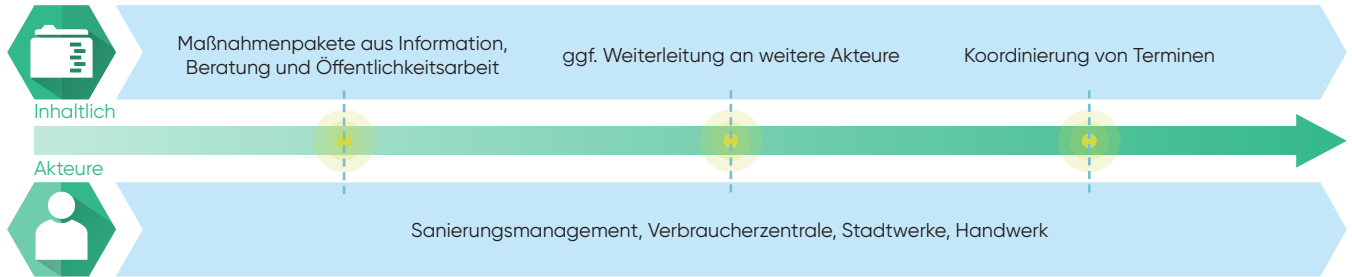 Maßnahmenpakete aus Information,
Beratung und Öffentlichkeitsarbeit
ggf. Weiterleitung an weitere Akteure
Koordinierung von Terminen
Inhaltlich
Akteure
Sanierungsmanagement, Verbraucherzentrale, Stadtwerke, Handwerk